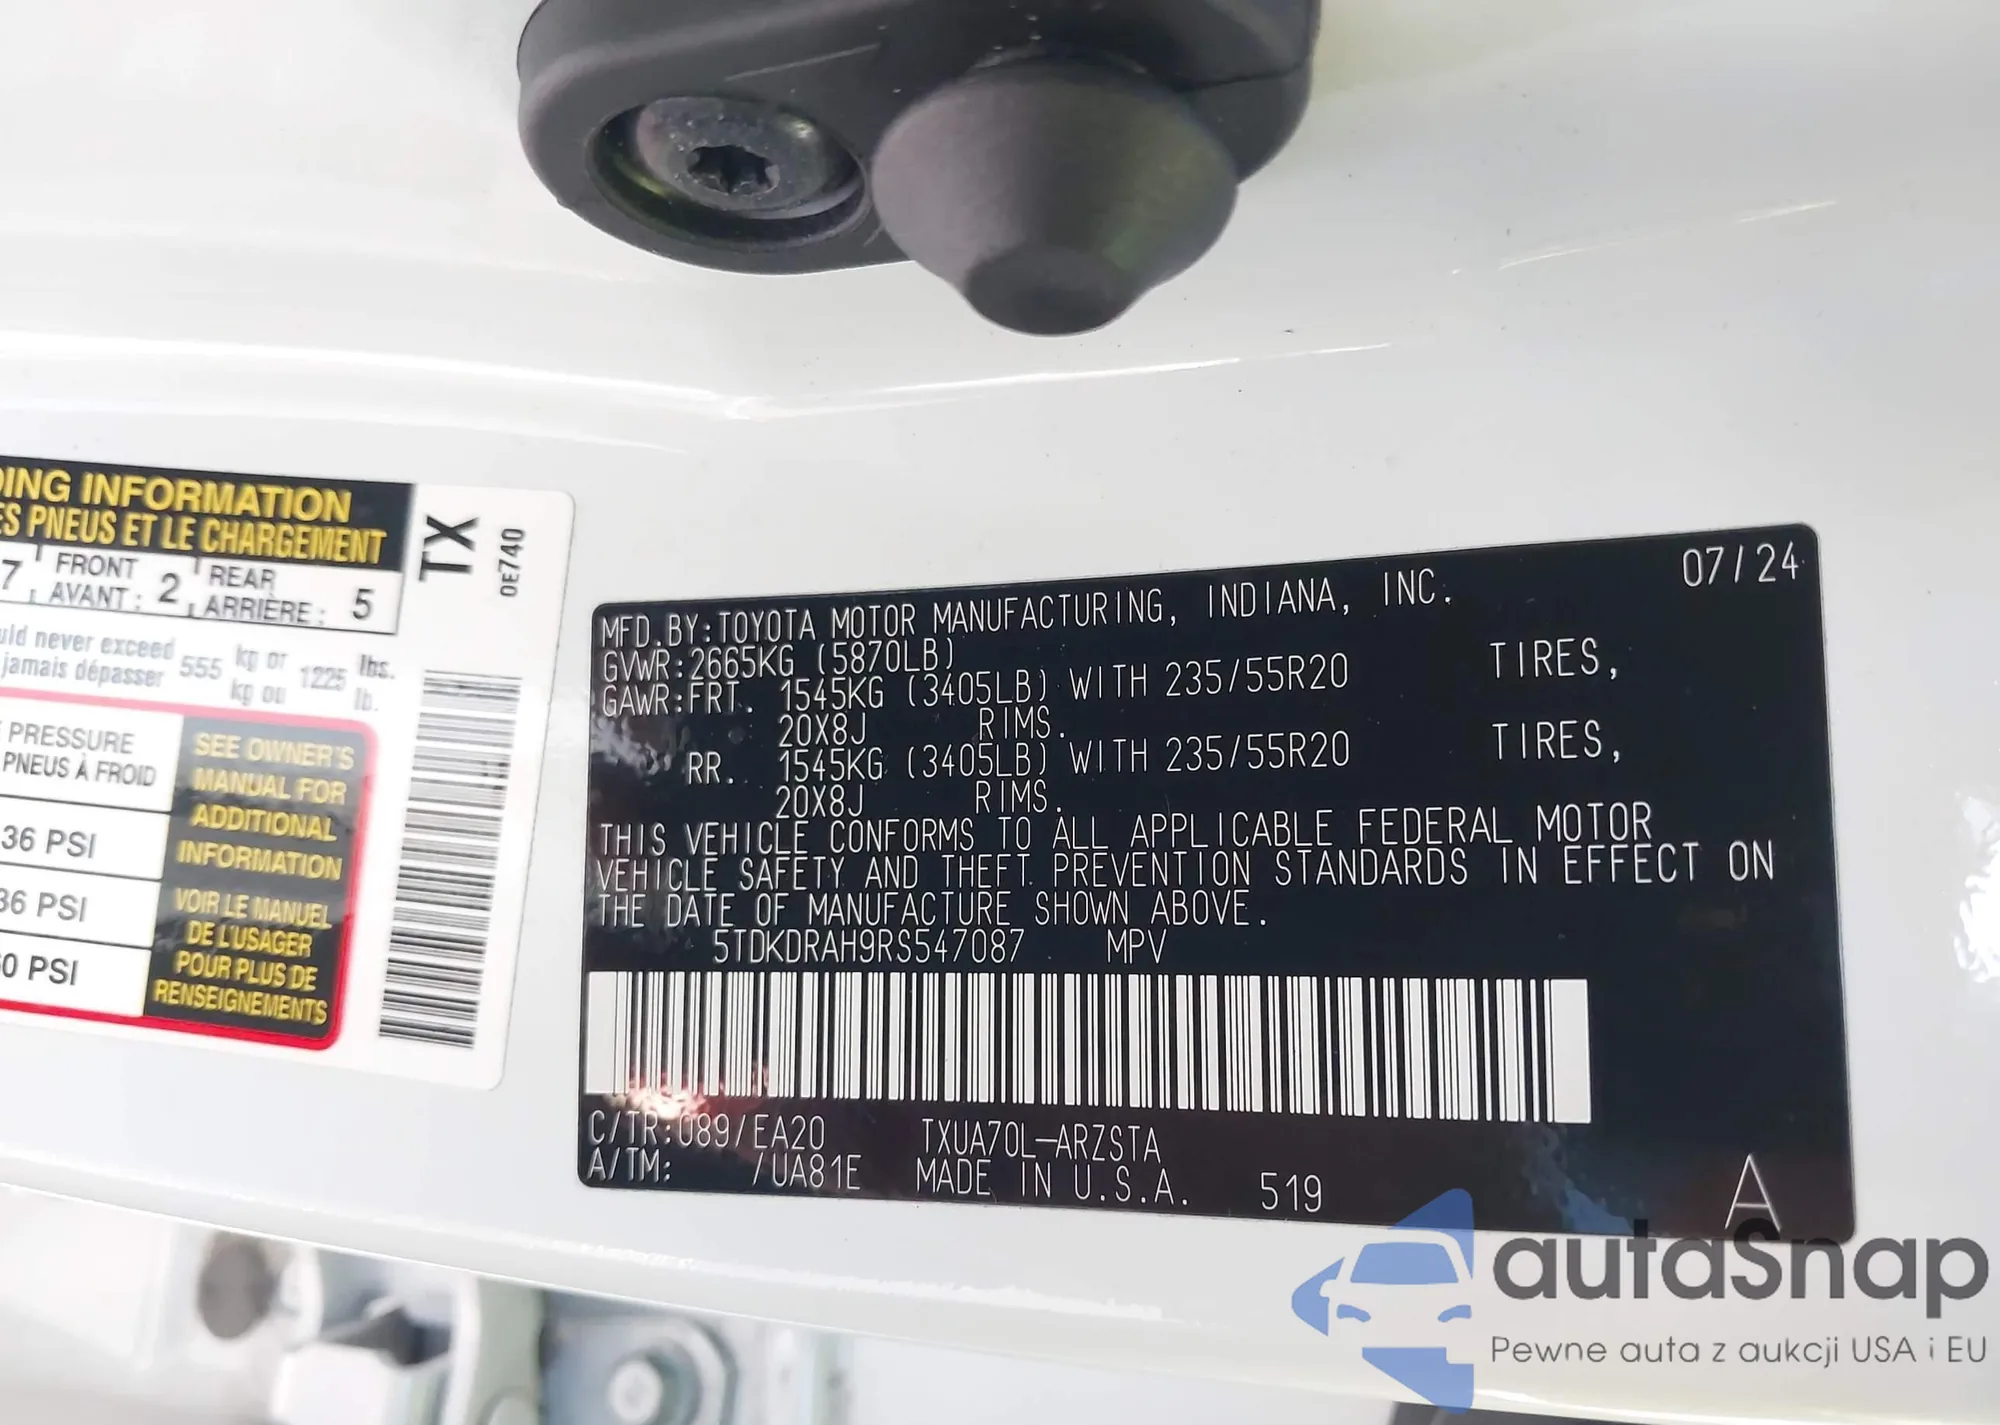 DING INFORMATION
ES PNEUS ET LE CHARGEMENT
TX
0E740
7
FRONT
AVANT : 2
REAR
ARRIÈRE : 5
uld never exceed
jamais dépasser
555
kg or
kg ou
1225
lbs.
lb.
PRESSURE
PNEUS À FROID
36 PSI
36 PSI
60 PSI
SEE OWNER'S
MANUAL FOR
ADDITIONAL
INFORMATION
VOIR LE MANUEL
DE L'USAGER
POUR PLUS DE
RENSEIGNEMENTS
07/24
MFD.BY:TOYOTA MOTOR MANUFACTURING, INDIANA, INC.
GVWR:2665KG (5870LB)
GAWR:FRT. 1545KG (3405LB) WITH 235/55R20 TIRES,
20X8J RIMS.
RR. 1545KG (3405LB) WITH 235/55R20 TIRES,
20X8J RIMS.
THIS VEHICLE CONFORMS TO ALL APPLICABLE FEDERAL MOTOR
VEHICLE SAFETY AND THEFT PREVENTION STANDARDS IN EFFECT ON
THE DATE OF MANUFACTURE SHOWN ABOVE.
5TDKDRAH9RS547087 MPV
C/TR:089/EA20 TXUA70L-ARZSTA
A/TM: /UA81E MADE IN U.S.A. 519
A
autaSnap
Pewne auta z aukcji USA i EU